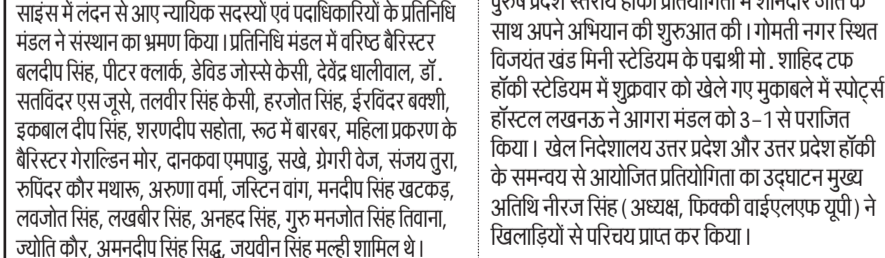 साइंस में लंदन से आए न्यायिक सदस्यों एवं पदाधिकारियों के प्रतिनिधि
मंडल ने संस्थान का भ्रमण किया। प्रतिनिधि मंडल में वरिष्ठ बैरिस्टर
बलदीप सिंह, पीटर क्लार्क, डेविड जोस्से केसी, देवेंद्र धालीवाल, डॉ.
सतविंदर एस जूसे, तलवीर सिंह केसी, हरजोत सिंह, ईरविंदर बक्शी,
इकबाल दीप सिंह, शरणदीप सहोता, रूठ में बारबर, महिला प्रकरण के
बैरिस्टर गेराल्डिन मोर, दानकवा एमपाडु, सखे, ग्रेगरी वेज, संजय तुरा,
रुपिंदर कौर मथारू, अरुणा वर्मा, जस्टिन वांग, मनदीप सिंह खटकड़,
लवजोत सिंह, लखबीर सिंह, अनहद सिंह, गुरु मनजोत सिंह तिवाना,
ज्योति कौर, अमनदीप सिंह सिद्धू, जयवीन सिंह मल्ही शामिल थे।
पुरुष प्रदेश स्तरीय हॉकी प्रतियोगिता में शानदार जीत के
साथ अपने अभियान की शुरुआत की। गोमती नगर स्थित
विजयंत खंड मिनी स्टेडियम के पद्मश्री मो. शाहिद टफ
हॉकी स्टेडियम में शुक्रवार को खेले गए मुकाबले में स्पोर्ट्स
हॉस्टल लखनऊ ने आगरा मंडल को 3-1 से पराजित
किया। खेल निदेशालय उत्तर प्रदेश और उत्तर प्रदेश हॉकी
के समन्वय से आयोजित प्रतियोगिता का उद्घाटन मुख्य
अतिथि नीरज सिंह (अध्यक्ष, फिक्की वाईएलएफ यूपी) ने
खिलाड़ियों से परिचय प्राप्त कर किया।